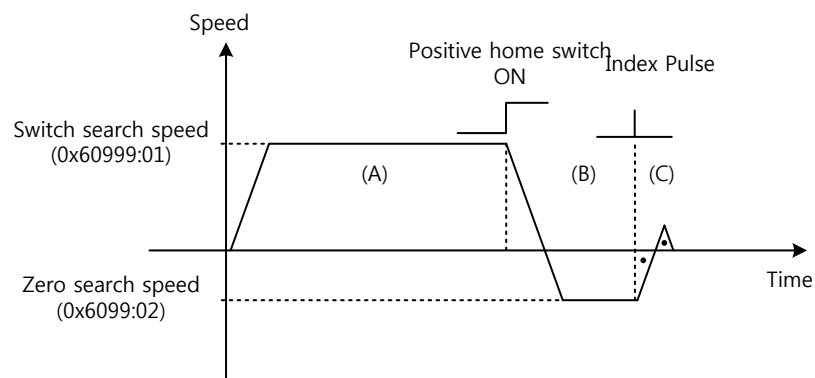 Speed
Positive home switch
ON
Index Pulse
Switch search speed
(0x60999:01)
(A)
(B)
(C)
Time
Zero search speed
(0x6099:02)